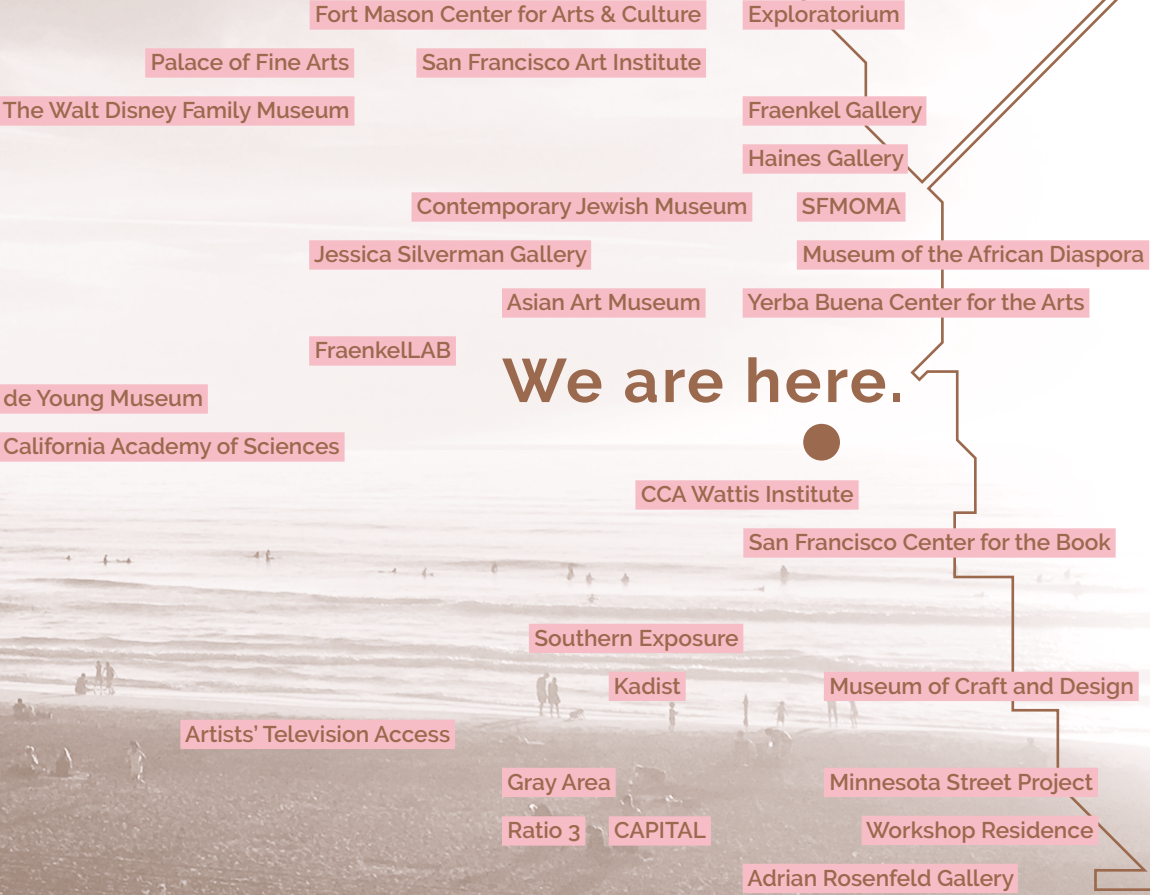 Fort Mason Center for Arts & Culture
Exploratorium
Palace of Fine Arts
San Francisco Art Institute
The Walt Disney Family Museum
Fraenkel Gallery
Haines Gallery
Contemporary Jewish Museum
SFMOMA
Jessica Silverman Gallery
Museum of the African Diaspora
Asian Art Museum
Yerba Buena Center for the Arts
FraenkelLAB
We are here.
de Young Museum
California Academy of Sciences
CCA Wattis Institute
San Francisco Center for the Book
Southern Exposure
Kadist
Museum of Craft and Design
Artists’ Television Access
Gray Area
Minnesota Street Project
Ratio 3
CAPITAL
Workshop Residence
Adrian Rosenfeld Gallery